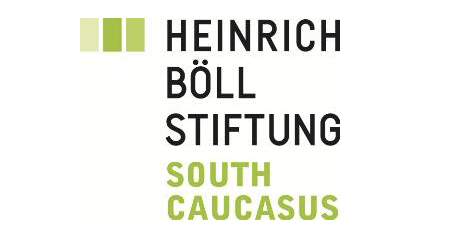 HEINRICH
BÖLL
STIFTUNG
SOUTH
CAUCASUS